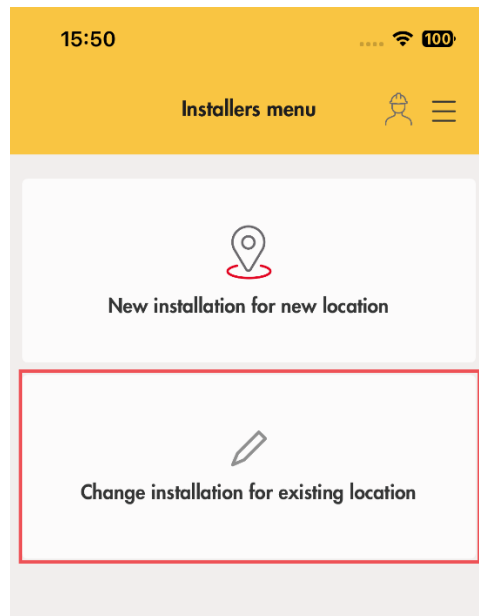 15:50
100
Installers menu
New installation for new location
Change installation for existing location